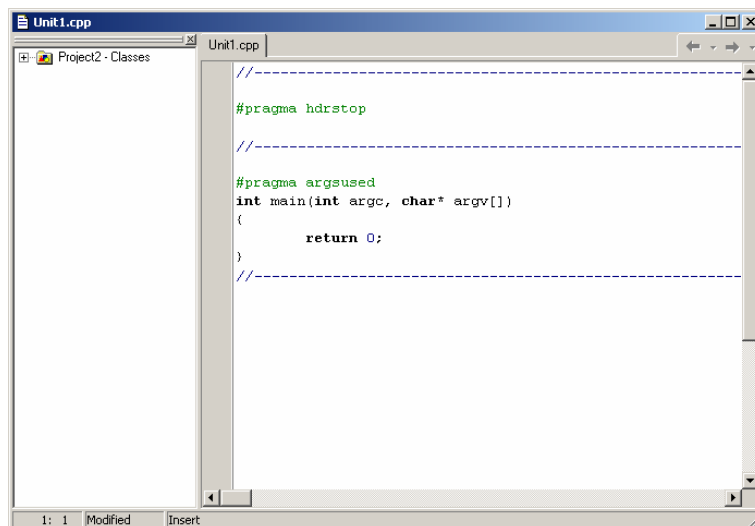 Unit1.cpp
Project2 - Classes
Unit1.cpp
//--------------------------------------------------------
#pragma hdrstop
//--------------------------------------------------------
#pragma argsused
int main(int argc, char* argv[])
{
        return 0;
}
//--------------------------------------------------------
1: 1 Modified Insert